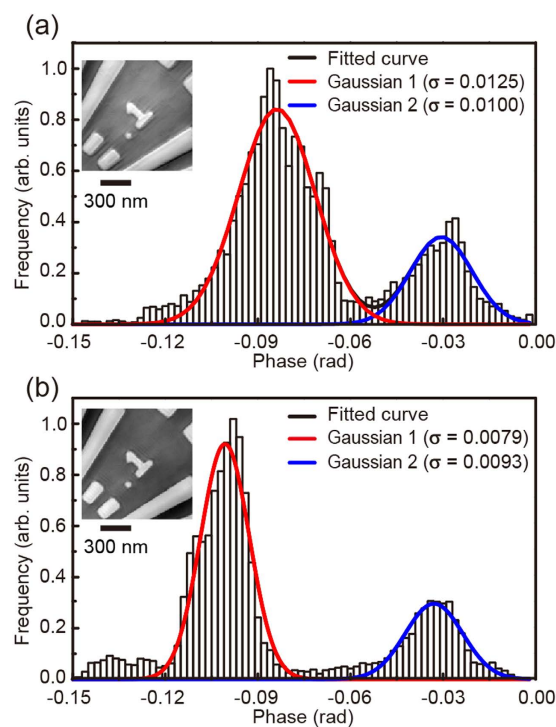 (a)
Fitted curve
Gaussian 1 (σ = 0.0125)
Gaussian 2 (σ = 0.0100)
300 nm
Frequency (arb. units)
1.0
0.8
0.6
0.4
0.2
0.0
-0.15 -0.12 -0.09 -0.06 -0.03 0.00
Phase (rad)
(b)
Fitted curve
Gaussian 1 (σ = 0.0079)
Gaussian 2 (σ = 0.0093)
300 nm
Frequency (arb. units)
1.0
0.8
0.6
0.4
0.2
0.0
-0.15 -0.12 -0.09 -0.06 -0.03 0.00
Phase (rad)